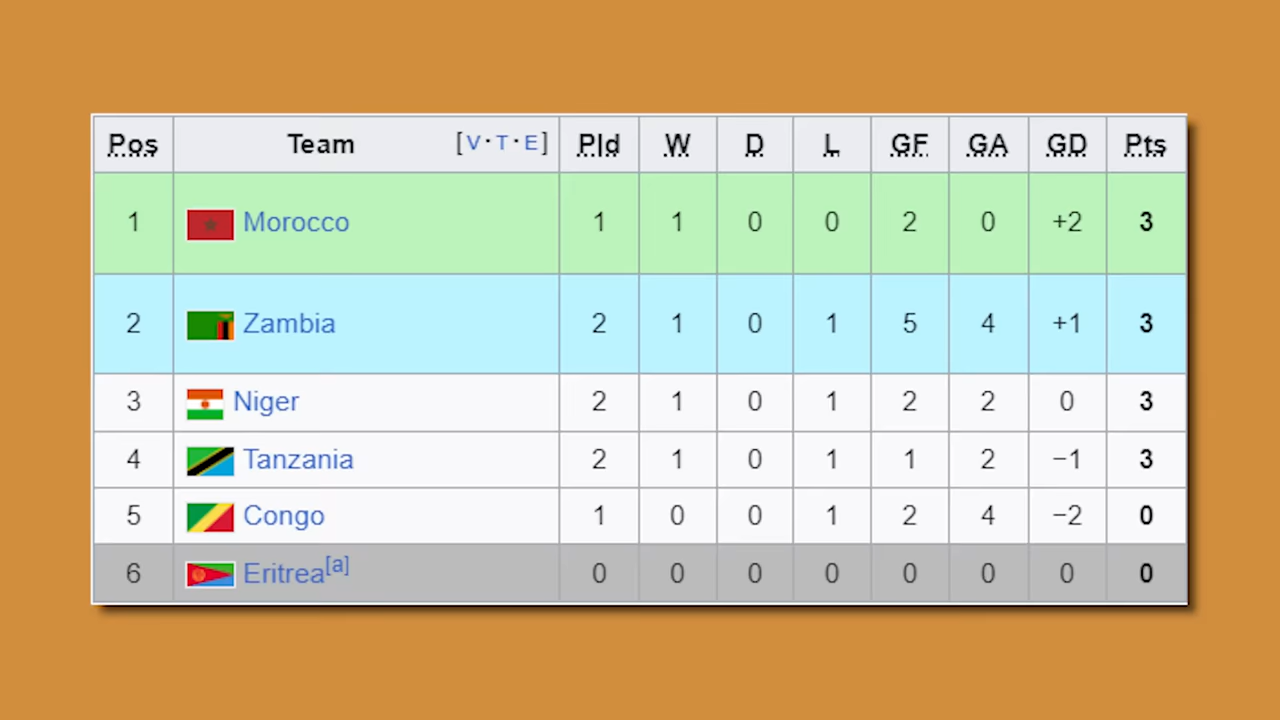 Pos Team [V·T·E] Pld W D L GF GA GD Pts
1 Morocco 1 1 0 0 2 0 +2 3
2 Zambia 2 1 0 1 5 4 +1 3
3 Niger 2 1 0 1 2 2 0 3
4 Tanzania 2 1 0 1 1 2 −1 3
5 Congo 1 0 0 1 2 4 −2 0
6 Eritrea[a] 0 0 0 0 0 0 0 0